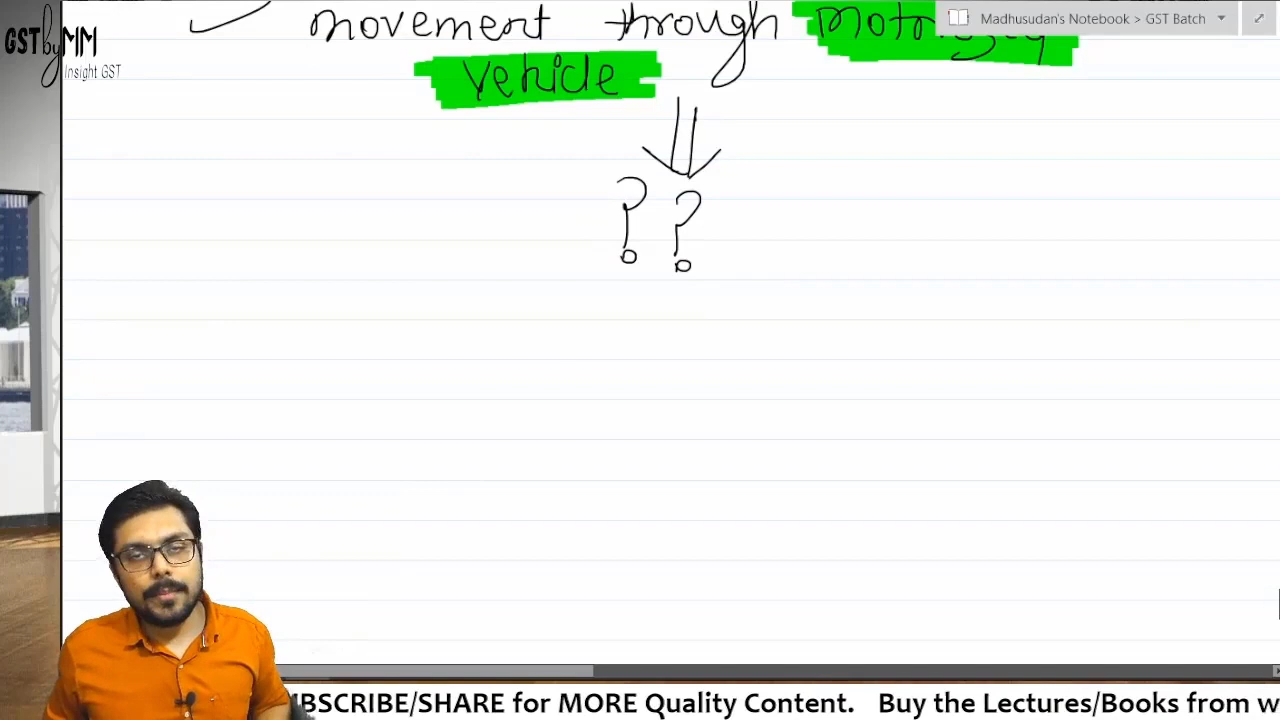 movement through
vehicle
??
GST by MM
Insight GST
Madhusudan's Notebook > GST Batch
BSCRIBE/SHARE for MORE Quality Content. Buy the Lectures/Books from w